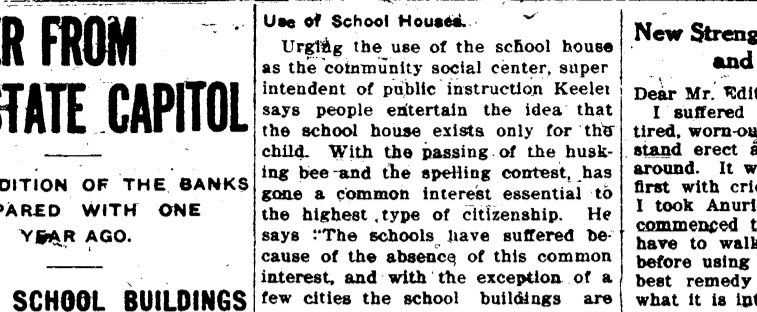 R FROM
STATE CAPITOL
DITION OF THE BANKS
PARED WITH ONE
YEAR AGO.
SCHOOL BUILDINGS
Use of School Houses.
Urging the use of the school house
as the community social center, super
intendent of public instruction Keeler
says people entertain the idea that
the school house exists only for the
child. With the passing of the husk-
ing bee and the spelling contest, has
gone a common interest essential to
the highest type of citizenship. He
says "The schools have suffered be-
cause of the absence of this common
interest, and with the exception of a
few cities the school buildings are
New Streng
and
Dear Mr. Edit
I suffered
tired, worn-ou
stand erect a
around. It w
first with cri
I took Anuri
commenced t
have to walk
before using
best remedy
what it is int